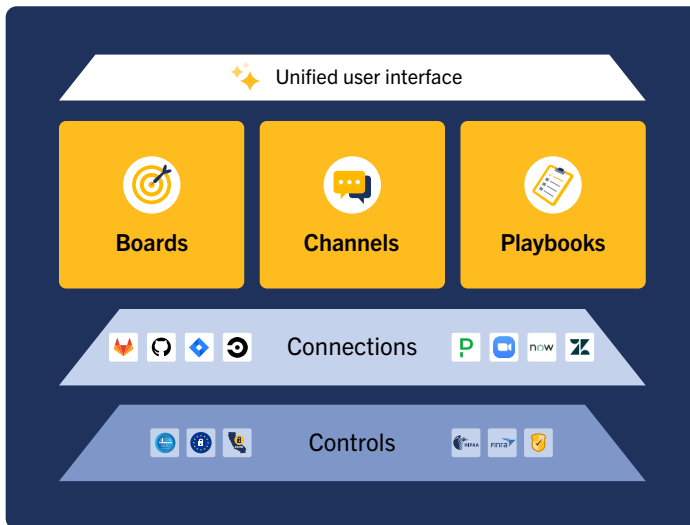 Unified user interface
Boards
Channels
Playbooks
Connections
now
Controls
HIPAA
finra